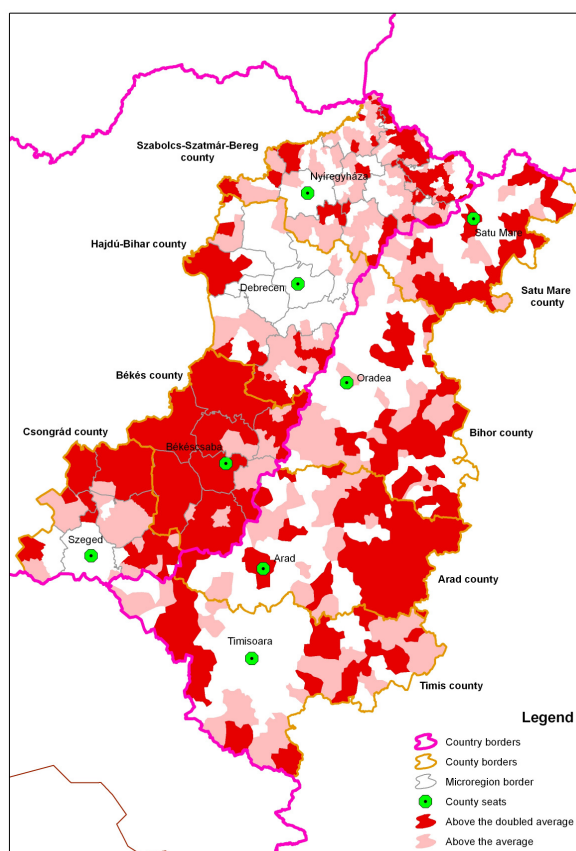 Szabolcs-Szatmár-Bereg
county
Nyíregyháza
Satu Mare
Hajdú-Bihar county
Debrecen
Satu Mare
county
Békés county
Oradea
Csongrád county
Bihor county
Békéscsaba
Szeged
Arad
Arad county
Timisoara
Timis county
Legend
Country borders
County borders
Microregion border
County seats
Above the doubled average
Above the average